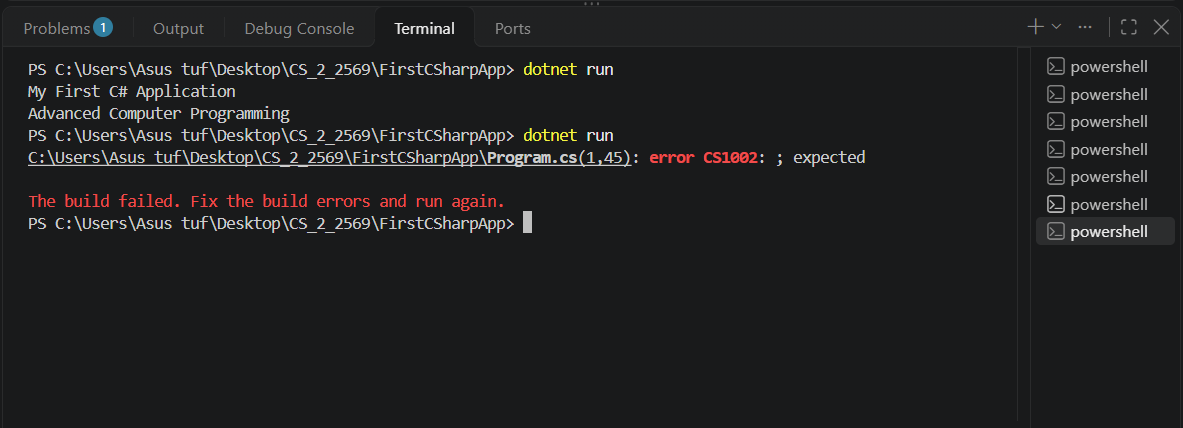 Problems 1 Output Debug Console Terminal Ports
PS C:\Users\Asus tuf\Desktop\CS_2_2569\FirstCSharpApp> dotnet run
My First C# Application
Advanced Computer Programming
PS C:\Users\Asus tuf\Desktop\CS_2_2569\FirstCSharpApp> dotnet run
C:\Users\Asus tuf\Desktop\CS_2_2569\FirstCSharpApp\Program.cs(1,45): error CS1002: ; expected
The build failed. Fix the build errors and run again.
PS C:\Users\Asus tuf\Desktop\CS_2_2569\FirstCSharpApp>
powershell
powershell
powershell
powershell
powershell
powershell
powershell